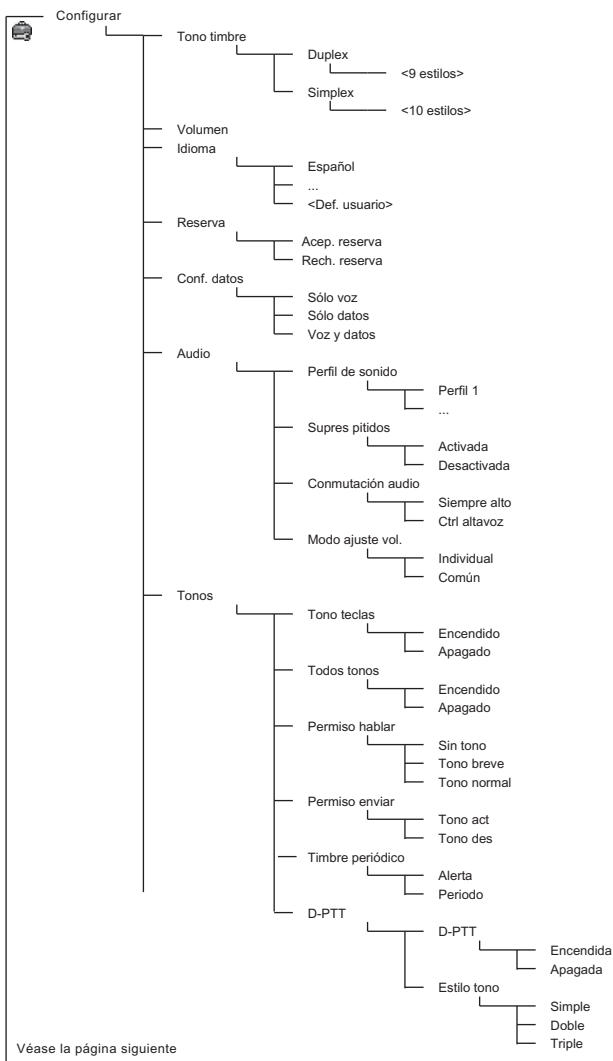 Configurar
Tono timbre
Duplex
<9 estilos>
Simplex
<10 estilos>
Volumen
Idioma
Español
...
<Def. usuario>
Reserva
Acep. reserva
Rech. reserva
Conf. datos
Sólo voz
Sólo datos
Voz y datos
Audio
Perfil de sonido
Perfil 1
...
Supres pitidos
Activada
Desactivada
Conmutación audio
Siempre alto
Ctrl altavoz
Modo ajuste vol.
Individual
Común
Tonos
Tono teclas
Encendido
Apagado
Todos tonos
Encendido
Apagado
Permiso hablar
Sin tono
Tono breve
Tono normal
Permiso enviar
Tono act
Tono des
Timbre periódico
Alerta
Periodo
D-PTT
D-PTT
Encendida
Apagada
Estilo tono
Simple
Doble
Triple
Véase la página siguiente